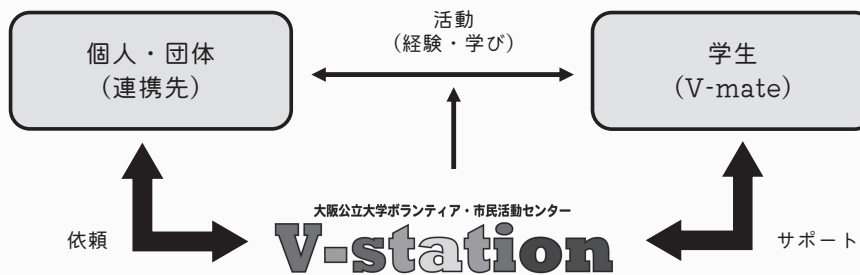 活動
(経験・学び)
個人・団体
(連携先)
学生
(V-mate)
大阪公立大学ボランティア・市民活動センター
V-station
依頼
サポート